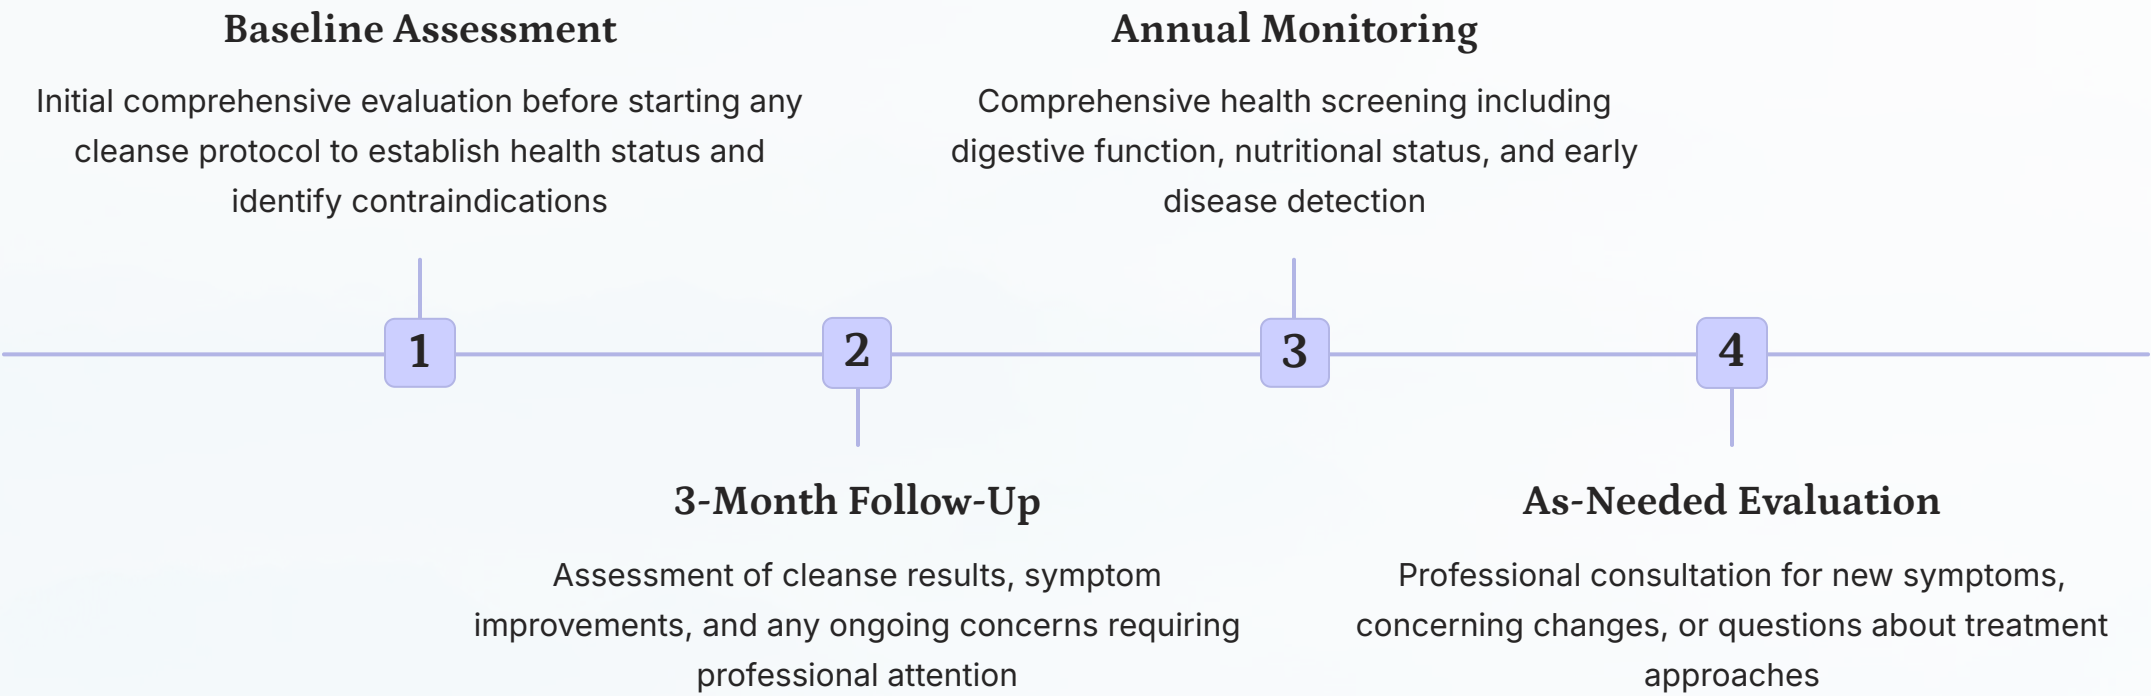 Baseline Assessment
Initial comprehensive evaluation before starting any
cleanse protocol to establish health status and
identify contraindications
1
3-Month Follow-Up
Assessment of cleanse results, symptom
improvements, and any ongoing concerns requiring
professional attention
2
Annual Monitoring
Comprehensive health screening including
digestive function, nutritional status, and early
disease detection
3
As-Needed Evaluation
Professional consultation for new symptoms,
concerning changes, or questions about treatment
approaches
4